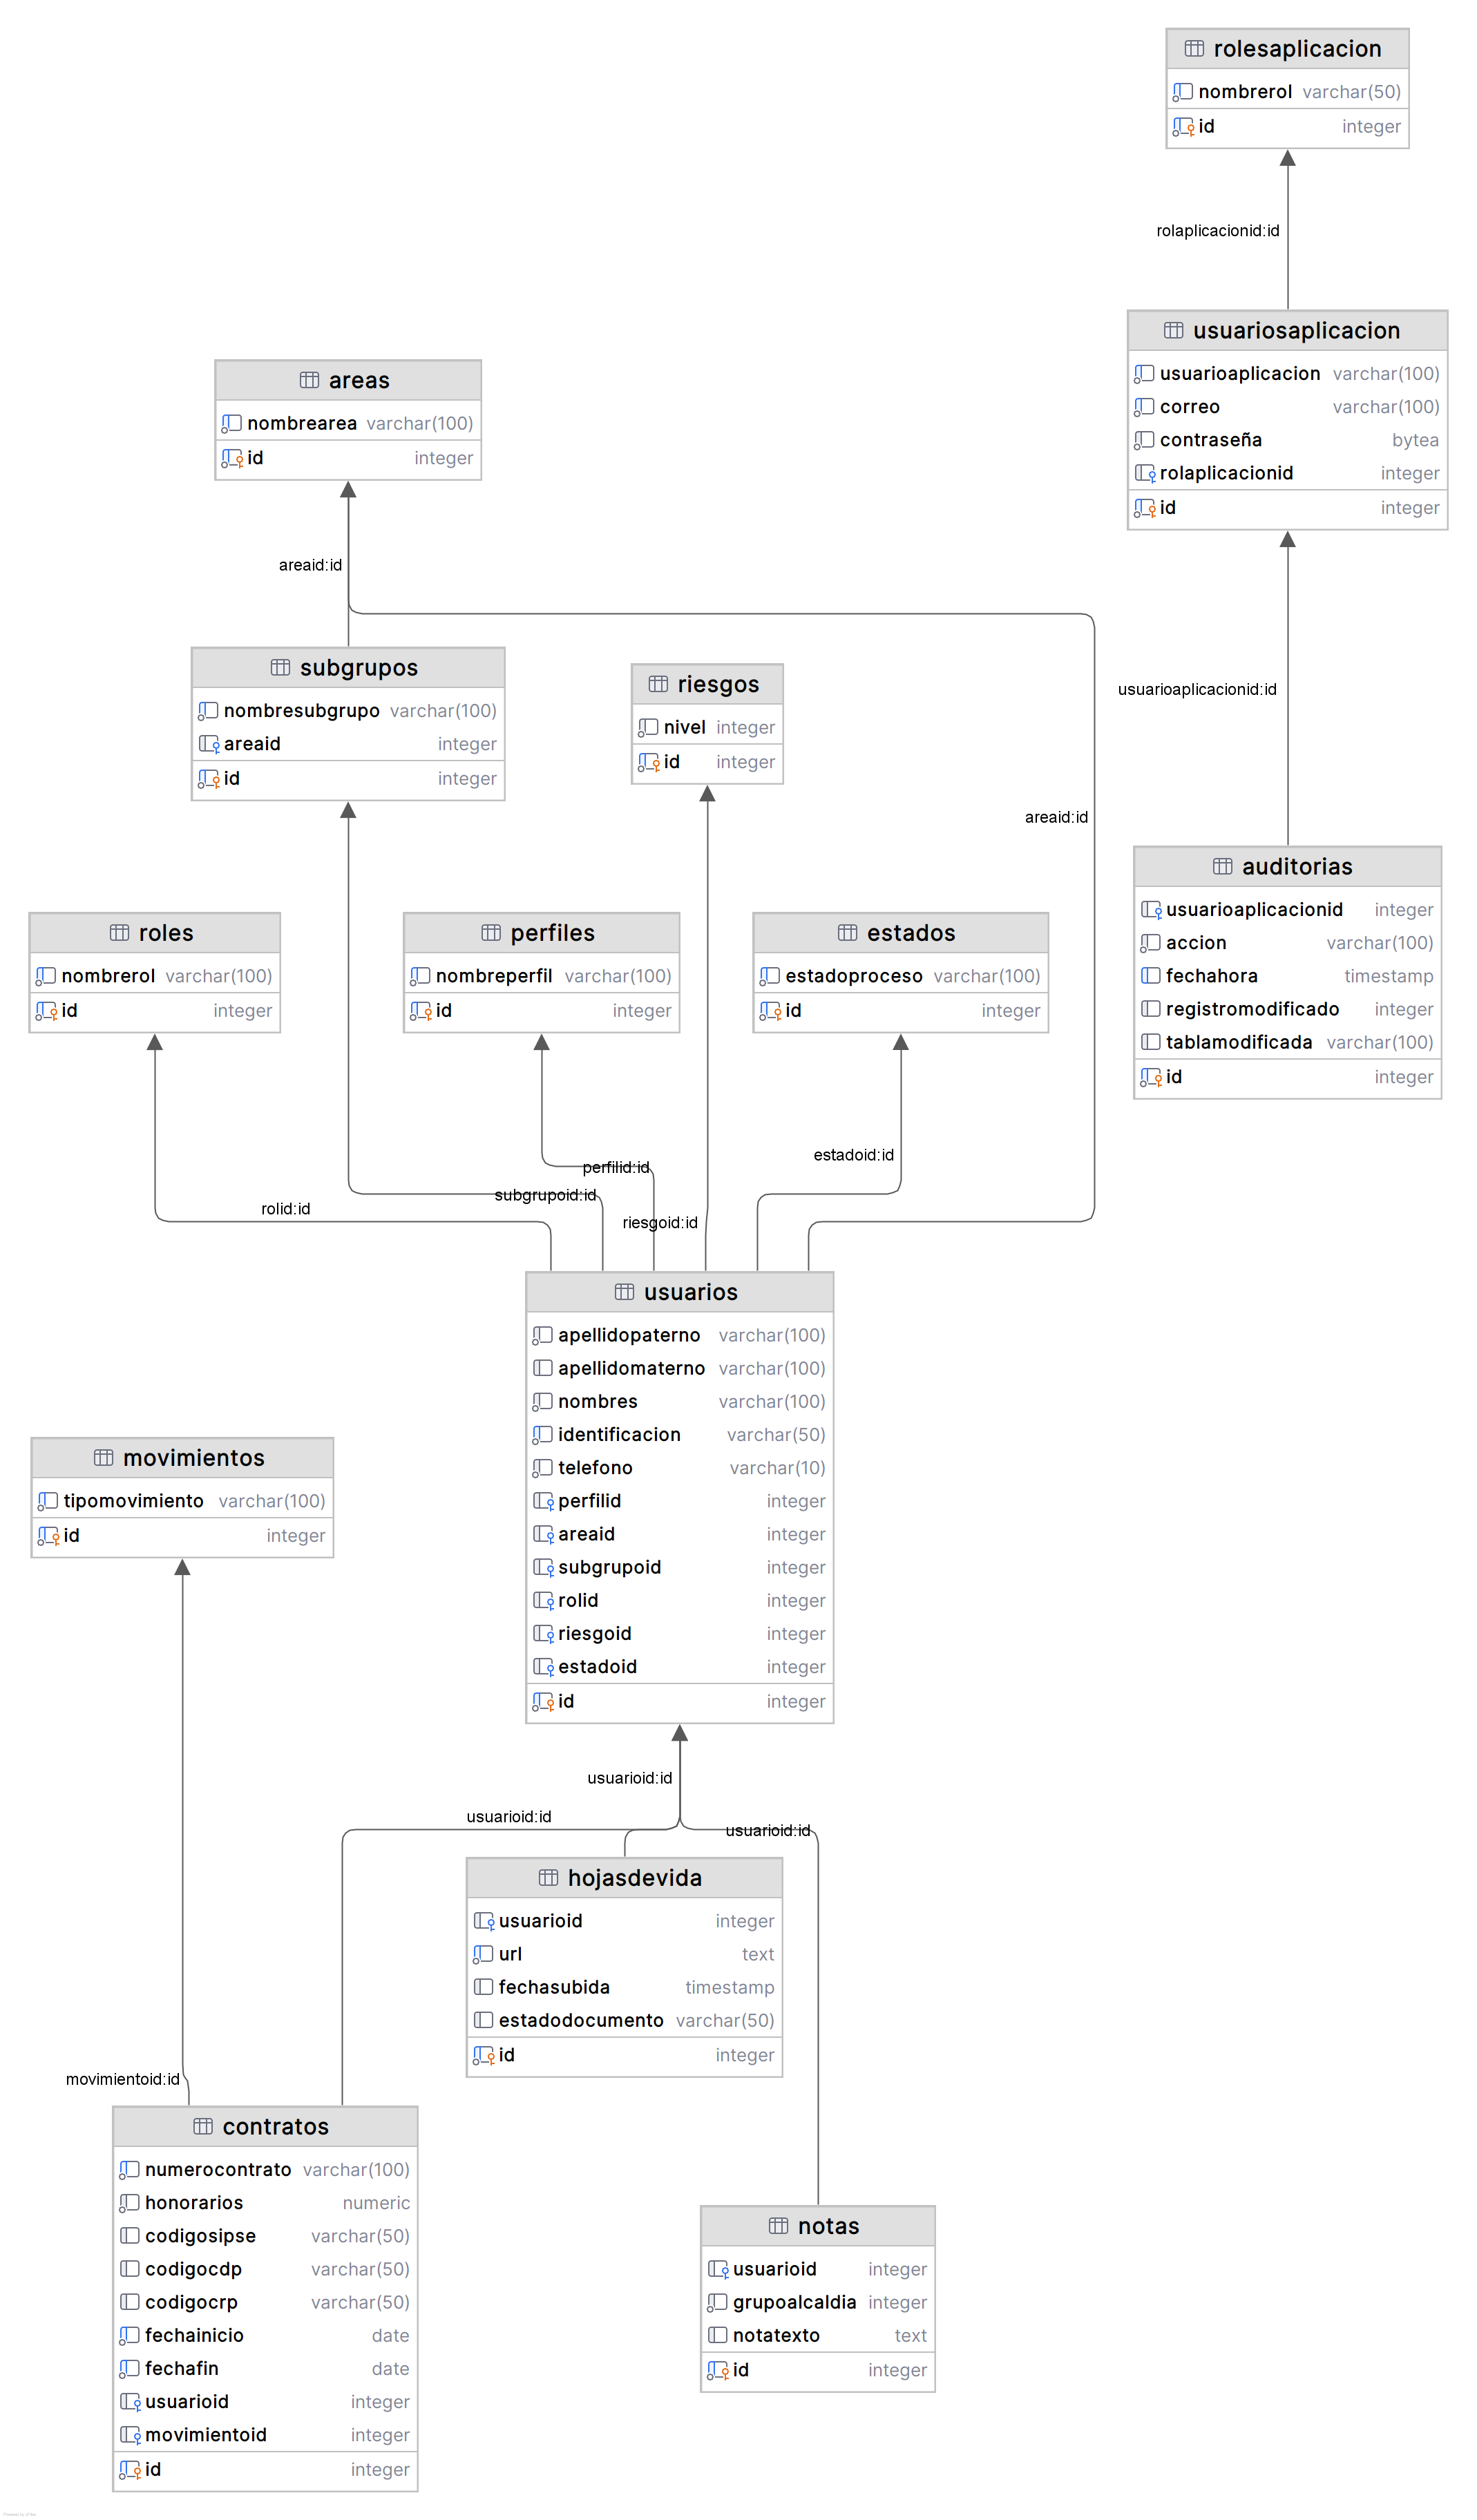 rolesaplicacion
nombrerol varchar(50)
id integer
rolaplicacionid:id
usuariosaplicacion
usuarioaplicacion varchar(100)
correo varchar(100)
contraseña bytea
rolaplicacionid integer
id integer
areas
nombrearea varchar(100)
id integer
areaid:id
subgrupos
nombresubgrupo varchar(100)
areaid integer
id integer
riesgos
nivel integer
id integer
usuarioaplicacionid:id
areaid:id
auditorias
usuarioaplicacionid integer
accion varchar(100)
fechahora timestamp
registromodificado integer
tablamodificada varchar(100)
id integer
roles
nombrerol varchar(100)
id integer
perfiles
nombreperfil varchar(100)
id integer
estados
estadoproceso varchar(100)
id integer
estadoid:id
perfilid:id
subgrupoid:id
rolid:id
riesgoid:id
usuarios
apellidopaterno varchar(100)
apellidomaterno varchar(100)
nombres varchar(100)
identificacion varchar(50)
telefono varchar(10)
perfilid integer
areaid integer
subgrupoid integer
rolid integer
riesgoid integer
estadoid integer
id integer
movimientos
tipomovimiento varchar(100)
id integer
usuarioid:id
usuarioid:id
usuarioid:id
hojasdevida
usuarioid integer
url text
fechasubida timestamp
estadodocumento varchar(50)
id integer
movimientoid:id
contratos
numerocontrato varchar(100)
honorarios numeric
codigosipse varchar(50)
codigocdp varchar(50)
codigocrp varchar(50)
fechainicio date
fechafin date
usuarioid integer
movimientoid integer
id integer
notas
usuarioid integer
grupoalcaldia integer
notatexto text
id integer
Powered by yFiles